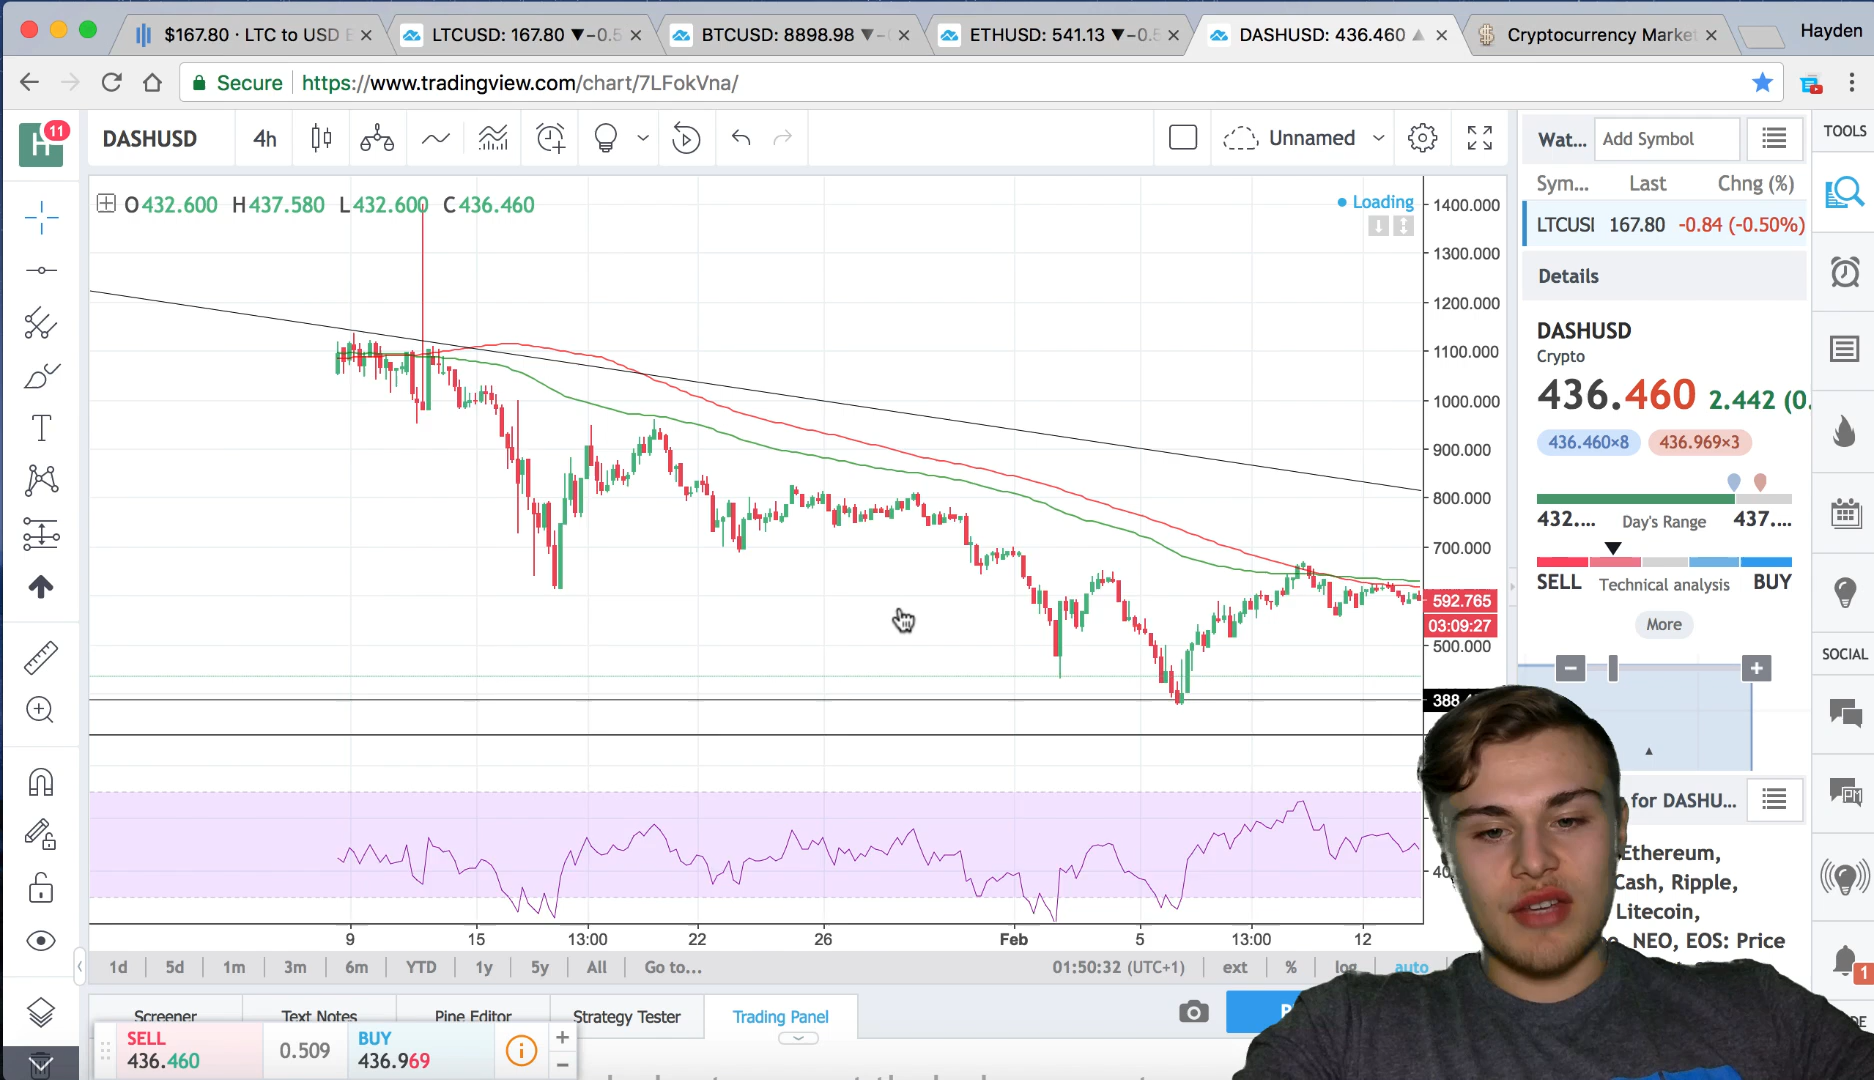 $167.80 · LTC to USD
LTCUSD: 167.80 ▼−0.5
BTCUSD: 8898.98 ▼
ETHUSD: 541.13 ▼−0.
DASHUSD: 436.460 ▲
Cryptocurrency Market
Hayden
Secure
https://www.tradingview.com/chart/7LFokVna/
H
11
DASHUSD
4h
Unnamed
Wat...
Add Symbol
TOOLS
O432.600 H437.580 L432.600 C436.460
Loading
Sym... Last Chng (%)
LTCUSI 167.80 -0.84 (-0.50%)
Details
DASHUSD
Crypto
436.460 2.442 (0.
436.460×8 436.969×3
432.... Day's Range 437....
SELL Technical analysis BUY
More
SOCIAL
1400.000
1300.000
1200.000
1100.000
1000.000
900.000
800.000
700.000
592.765
03:09:27
500.000
388.
40
for DASHU...
Ethereum,
Cash, Ripple,
Litecoin,
NEO, EOS: Price
9 15 13:00 22 26 Feb 5 13:00 12
1d 5d 1m 3m 6m YTD 1y 5y All Go to...
01:50:32 (UTC+1) ext % log auto
Screener Text Notes Pine Editor Strategy Tester Trading Panel
SELL
436.460
0.509
BUY
436.969
1